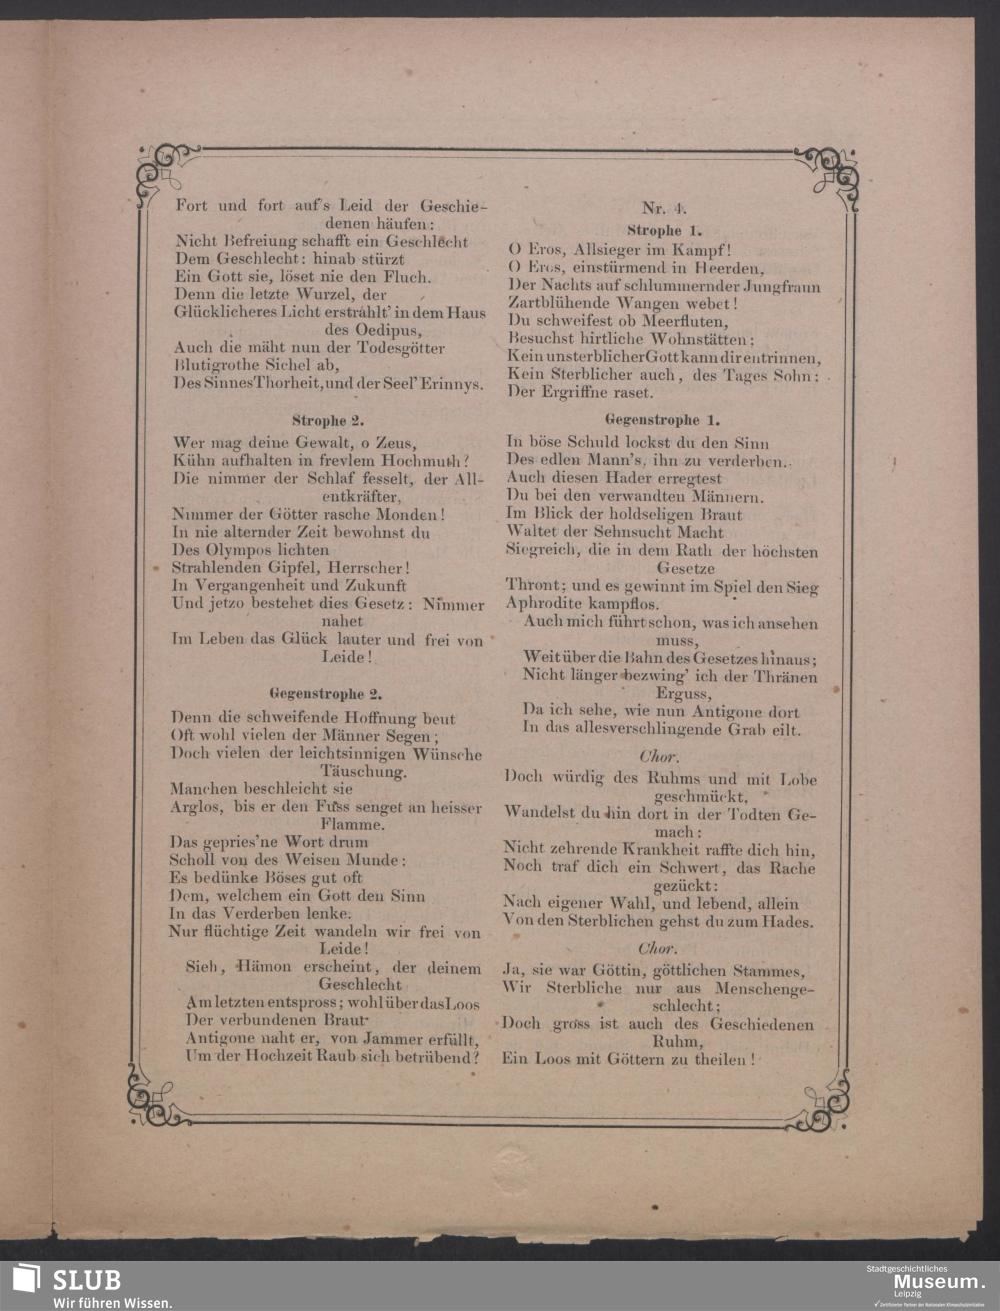 Fort und fort auf's Leid der Geschie-
denen häufen:
Nicht Befreiung schafft ein Geschlecht
Dem Geschlecht: hinab stürzt
Ein Gott sie, löset nie den Fluch.
Denn die letzte Wurzel, der
Glücklicheres Licht erstrahlt' in dem Haus
des Oedipus,
Auch die mäht nun der Todesgötter
Blutigrothe Sichel ab,
Des Sinnes Thorheit, und der Seel' Erinnys.
Strophe 2.
Wer mag deine Gewalt, o Zeus,
Kühn aufhalten in frevlem Hochmuth?
Die nimmer der Schlaf fesselt, der All-
entkräfter,
Nimmer der Götter rasche Monden!
In nie alternder Zeit bewohnst du
Des Olympos lichten
Strahlenden Gipfel, Herrscher!
In Vergangenheit und Zukunft
Und jetzo bestehet dies Gesetz: Nimmer
nahet
Im Leben das Glück lauter und frei von
Leide!
Gegenstrophe 2.
Denn die schweifende Hoffnung beut
Oft wohl vielen der Männer Segen;
Doch vielen der leichtsinnigen Wünsche
Täuschung.
Manchen beschleicht sie
Arglos, bis er den Fuss senget an heisser
Flamme.
Das gepries'ne Wort drum
Scholl von des Weisen Munde:
Es bedünke Böses gut oft
Dem, welchem ein Gott den Sinn
In das Verderben lenke.
Nur flüchtige Zeit wandeln wir frei von
Leide!
Sieh, Hämon erscheint, der deinem
Geschlecht
Am letzten entspross; wohl über das Loos
Der verbundenen Braut
Antigone naht er, von Jammer erfüllt,
Um der Hochzeit Raub sich betrübend?
Nr. 4.
Strophe 1.
O Eros, Allsieger im Kampf!
O Eros, einstürmend in Heerden,
Der Nachts auf schlummernder Jungfraun
Zartblühende Wangen webet!
Du schweifest ob Meerfluten,
Besuchst hirtliche Wohnstätten;
Kein unsterblicher Gott kann dir entrinnen,
Kein Sterblicher auch, des Tages Sohn:
Der Ergriffne raset.
Gegenstrophe 1.
In böse Schuld lockst du den Sinn
Des edlen Mann's, ihn zu verderben.
Auch diesen Hader erregtest
Du bei den verwandten Männern.
Im Blick der holdseligen Braut
Waltet der Sehnsucht Macht
Siegreich, die in dem Rath der höchsten
Gesetze
Thront; und es gewinnt im Spiel den Sieg
Aphrodite kampflos.
Auch mich führt schon, was ich ansehen
muss,
Weit über die Bahn des Gesetzes hinaus;
Nicht länger bezwing' ich der Thränen
Erguss,
Da ich sehe, wie nun Antigone dort
In das allesverschlingende Grab eilt.
Chor.
Doch würdig des Ruhms und mit Lobe
geschmückt,
Wandelst du hin dort in der Todten Ge-
mach:
Nicht zehrende Krankheit raffte dich hin,
Noch traf dich ein Schwert, das Rache
gezückt:
Nach eigener Wahl, und lebend, allein
Von den Sterblichen gehst du zum Hades.
Chor.
Ja, sie war Göttin, göttlichen Stammes,
Wir Sterbliche nur aus Menschenge-
schlecht;
Doch gross ist auch des Geschiedenen
Ruhm,
Ein Loos mit Göttern zu theilen!
SLUB
Wir führen Wissen.
Stadtgeschichtliches
Museum.
Leipzig